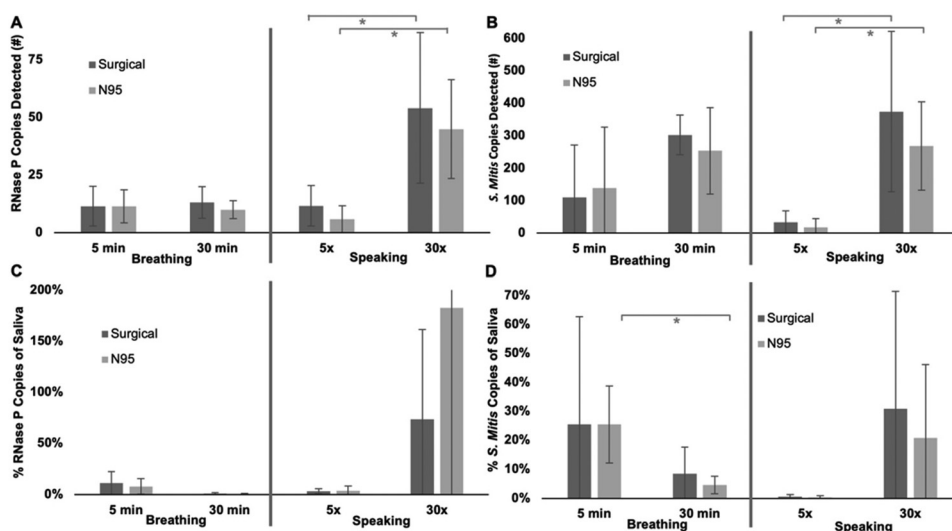 A
RNase P Copies Detected (#)
75
50
25
0
Surgical
N95
*
*
5 min
30 min
5x
30x
Breathing
Speaking
B
S. Mitis Copies Detected (#)
600
500
400
300
200
100
0
Surgical
N95
*
*
5 min
30 min
5x
30x
Breathing
Speaking
C
% RNase P Copies of Saliva
200%
150%
100%
50%
0%
Surgical
N95
5 min
30 min
5x
30x
Breathing
Speaking
D
% S. Mitis Copies of Saliva
70%
60%
50%
40%
30%
20%
10%
0%
*
Surgical
N95
5 min
30 min
5x
30x
Breathing
Speaking